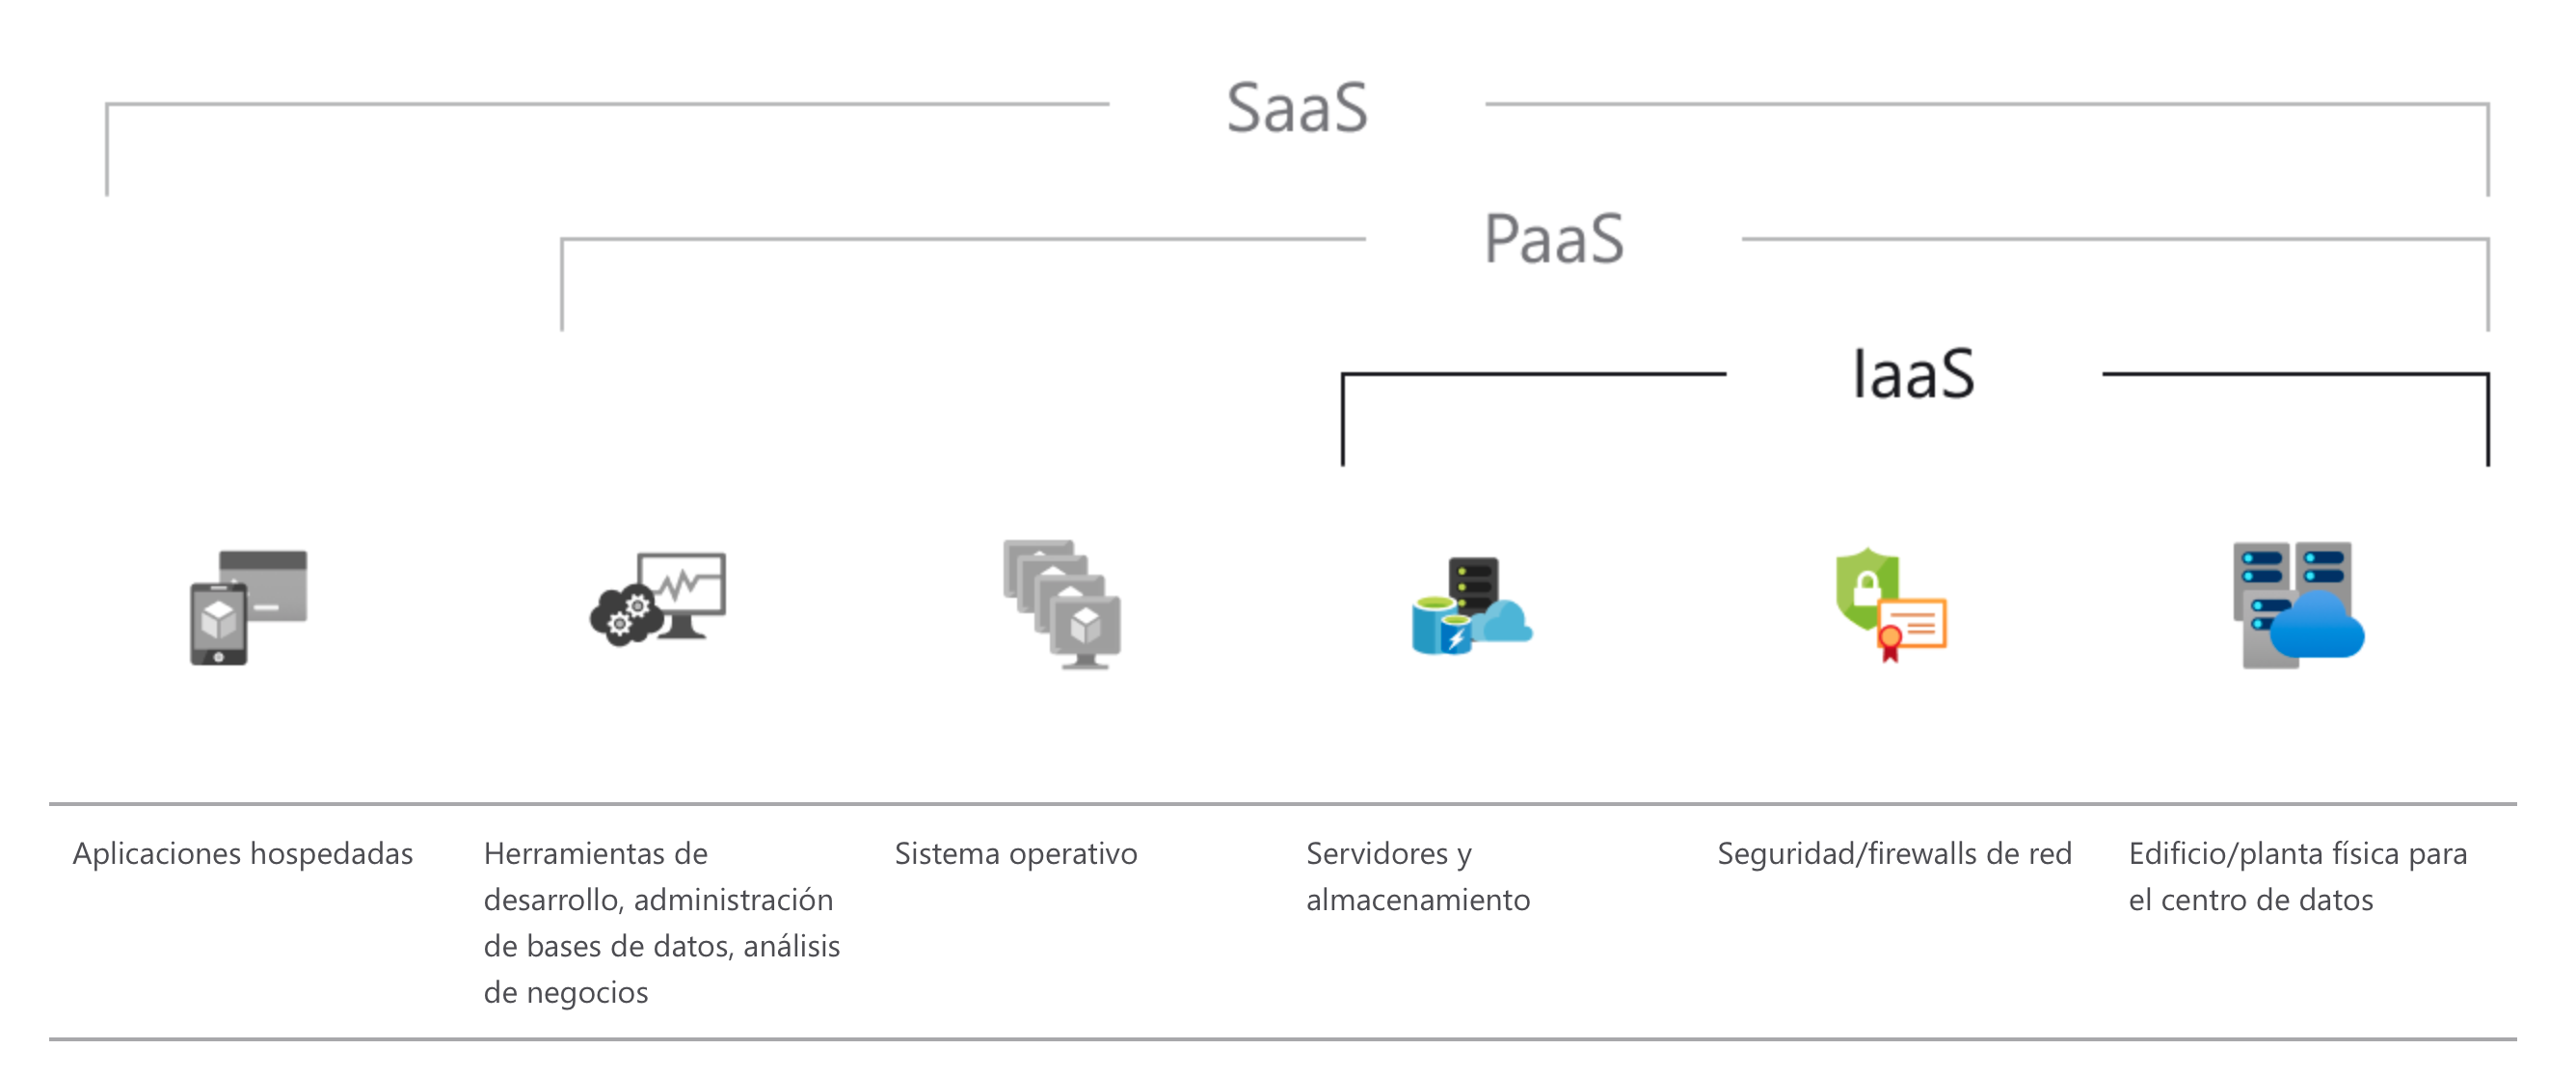 SaaS
PaaS
IaaS
Aplicaciones hospedadas
Herramientas de
desarrollo, administración
de bases de datos, análisis
de negocios
Sistema operativo
Servidores y
almacenamiento
Seguridad/firewalls de red
Edificio/planta física para
el centro de datos